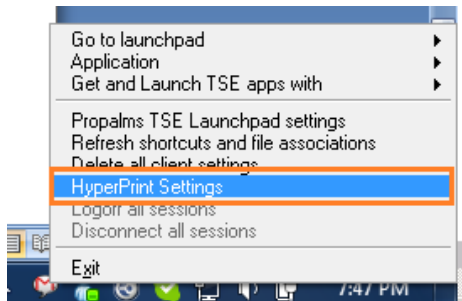 Go to launchpad
Application
Get and Launch TSE apps with
Propalms TSE Launchpad settings
Refresh shortcuts and file associations
Delete all client settings
HyperPrint Settings
Logoff all sessions
Disconnect all sessions
Exit
7:47 PM